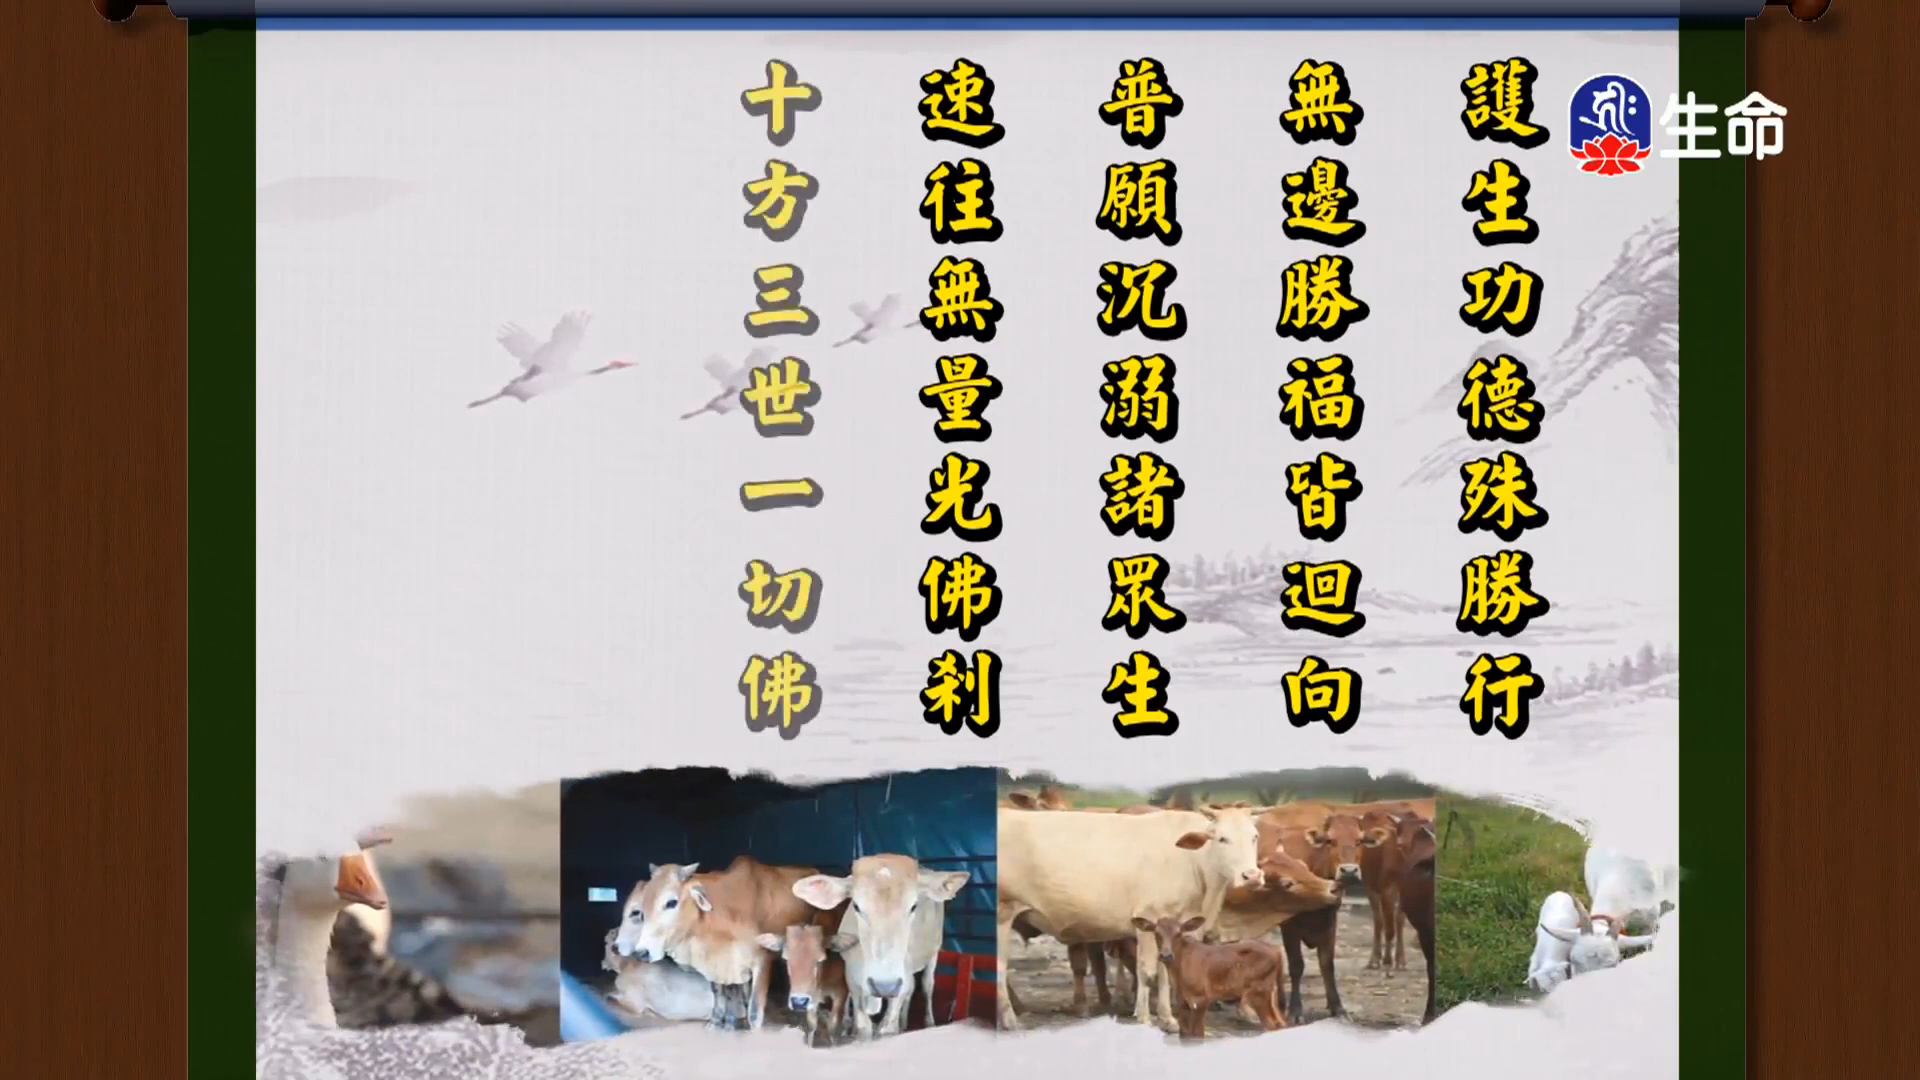 護生功德殊勝行
無邊勝福皆迴向
普願沉溺諸眾生
速往無量光佛刹
十方三世一切佛
生命